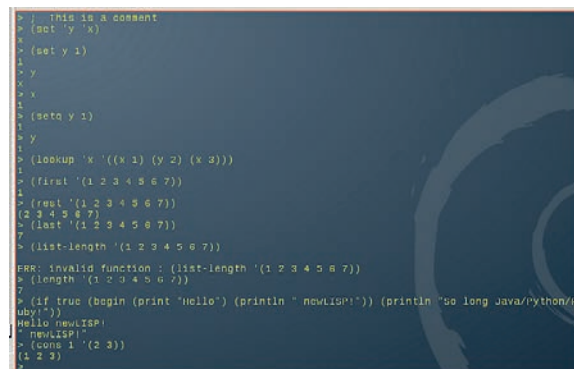 > ; This is a comment
> (set 'y 'x)
x
> (set y 1)
1
> y
x
> x
1
> (setq y 1)
1
> y
1
> (lookup 'x '((x 1) (y 2) (x 3)))
1
> (first '(1 2 3 4 5 6 7))
1
> (rest '(1 2 3 4 5 6 7))
(2 3 4 5 6 7)
> (last '(1 2 3 4 5 6 7))
7
> (list-length '(1 2 3 4 5 6 7))
ERR: invalid function : (list-length '(1 2 3 4 5 6 7))
> (length '(1 2 3 4 5 6 7))
7
> (if true (begin (print "Hello") (println " newLISP!")) (println "So long Java/Python/R
uby!"))
Hello newLISP!
" newLISP!"
> (cons 1 '(2 3))
(1 2 3)
>